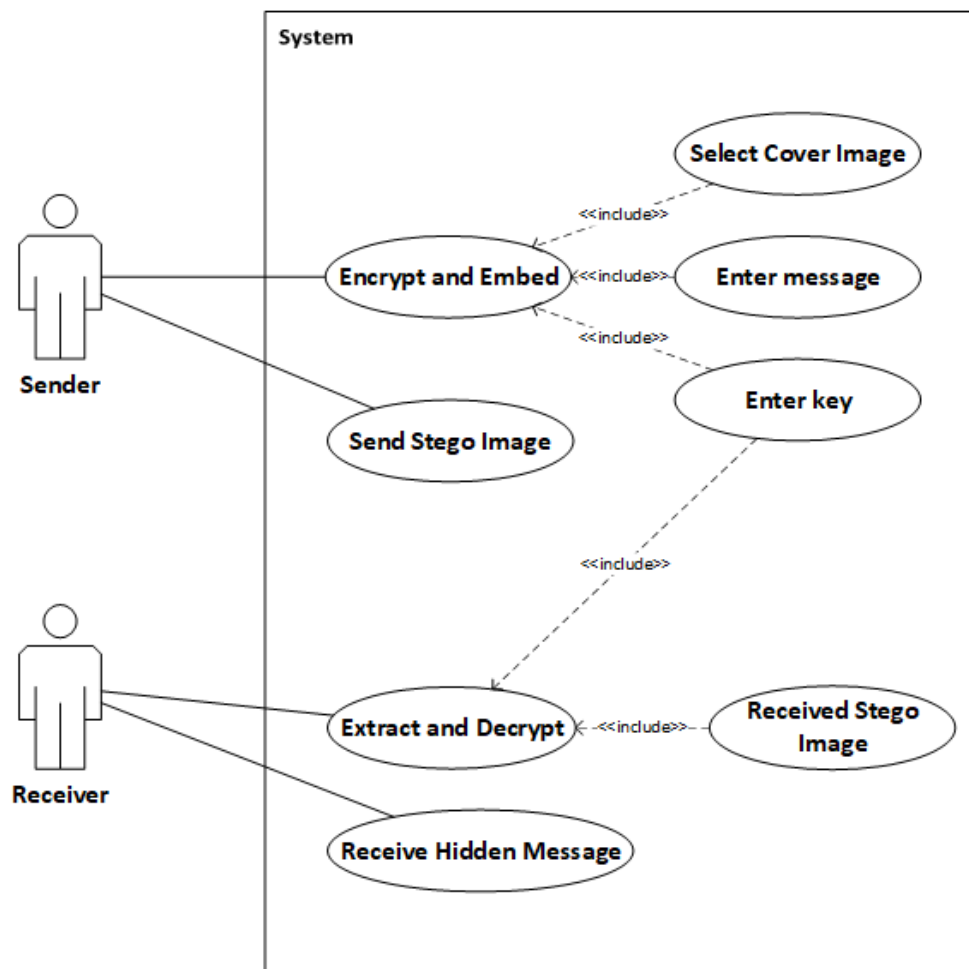 System
Select Cover Image
<<include>>
Encrypt and Embed
<<include>>
Enter message
<<include>>
Sender
Enter key
Send Stego Image
<<include>>
Extract and Decrypt
<<include>>
Received Stego
Image
Receiver
Receive Hidden Message